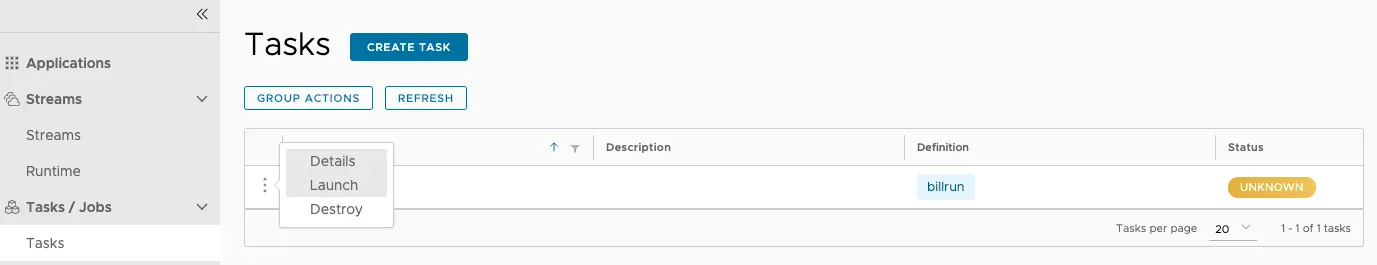 Applications
Streams
Streams
Runtime
Tasks / Jobs
Tasks
Tasks CREATE TASK
GROUP ACTIONS REFRESH
Description Definition Status
Details
Launch
Destroy
billrun UNKNOWN
Tasks per page 20 1 - 1 of 1 tasks